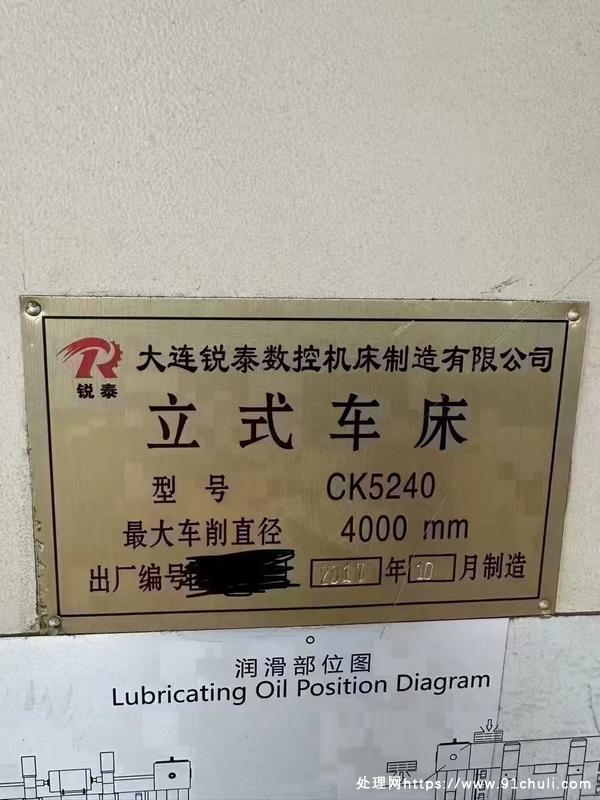 大连锐泰数控机床制造有限公司
锐泰
立式车床
型号 CK5240
最大车削直径 4000 mm
出厂编号 2017 年 10 月制造
润滑部位图
Lubricating Oil Position Diagram
处理网https://www.91chuli.com